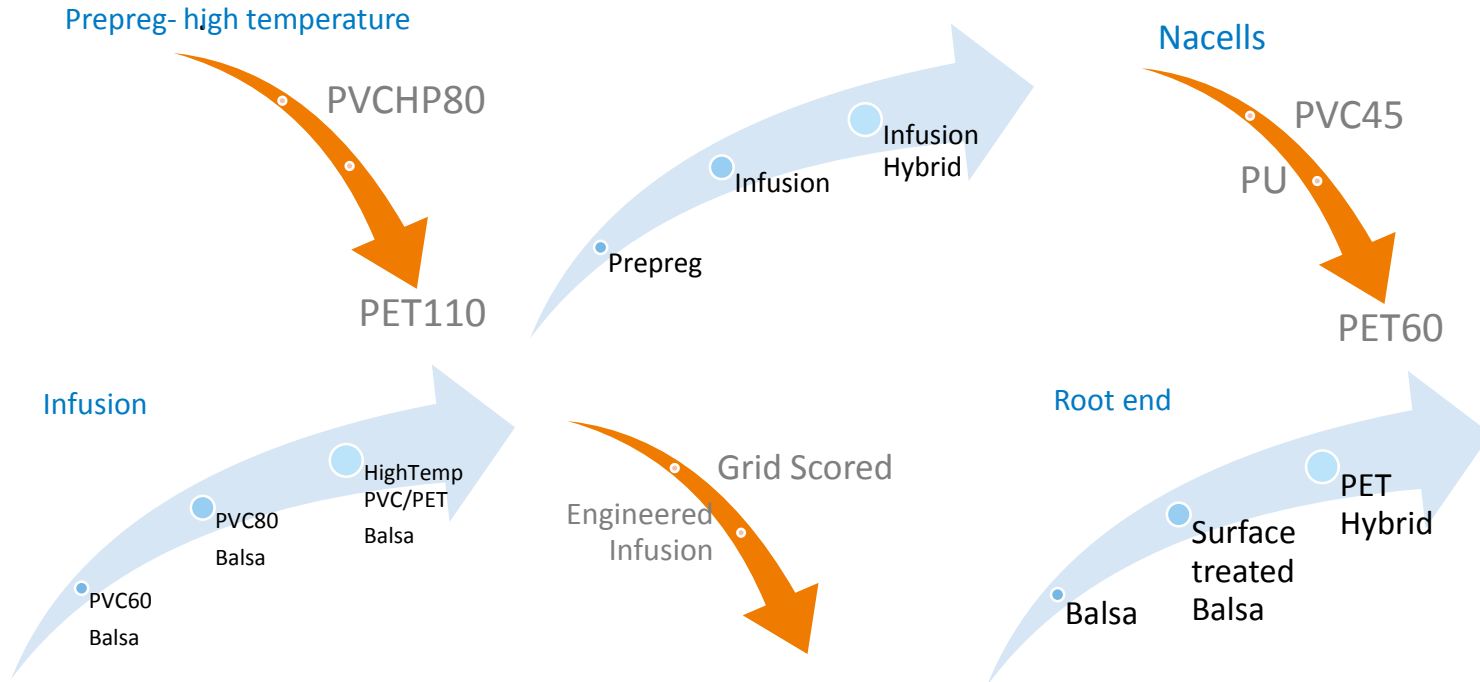 Prepreg- high temperature
PVCHP80
PET110
Prepreg
Infusion
Infusion
Hybrid
Nacells
PVC45
PU
PET60
Infusion
PVC60
Balsa
PVC80
Balsa
HighTemp
PVC/PET
Balsa
Grid Scored
Engineered
Infusion
Root end
Balsa
Surface
treated
Balsa
PET
Hybrid